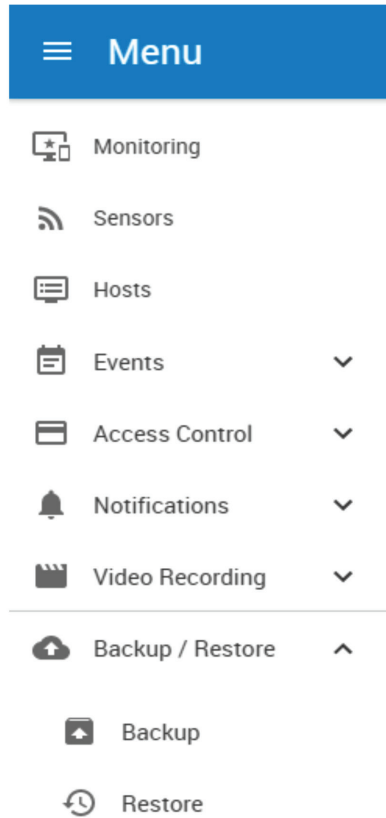 Menu
Monitoring
Sensors
Hosts
Events
Access Control
Notifications
Video Recording
Backup / Restore
Backup
Restore